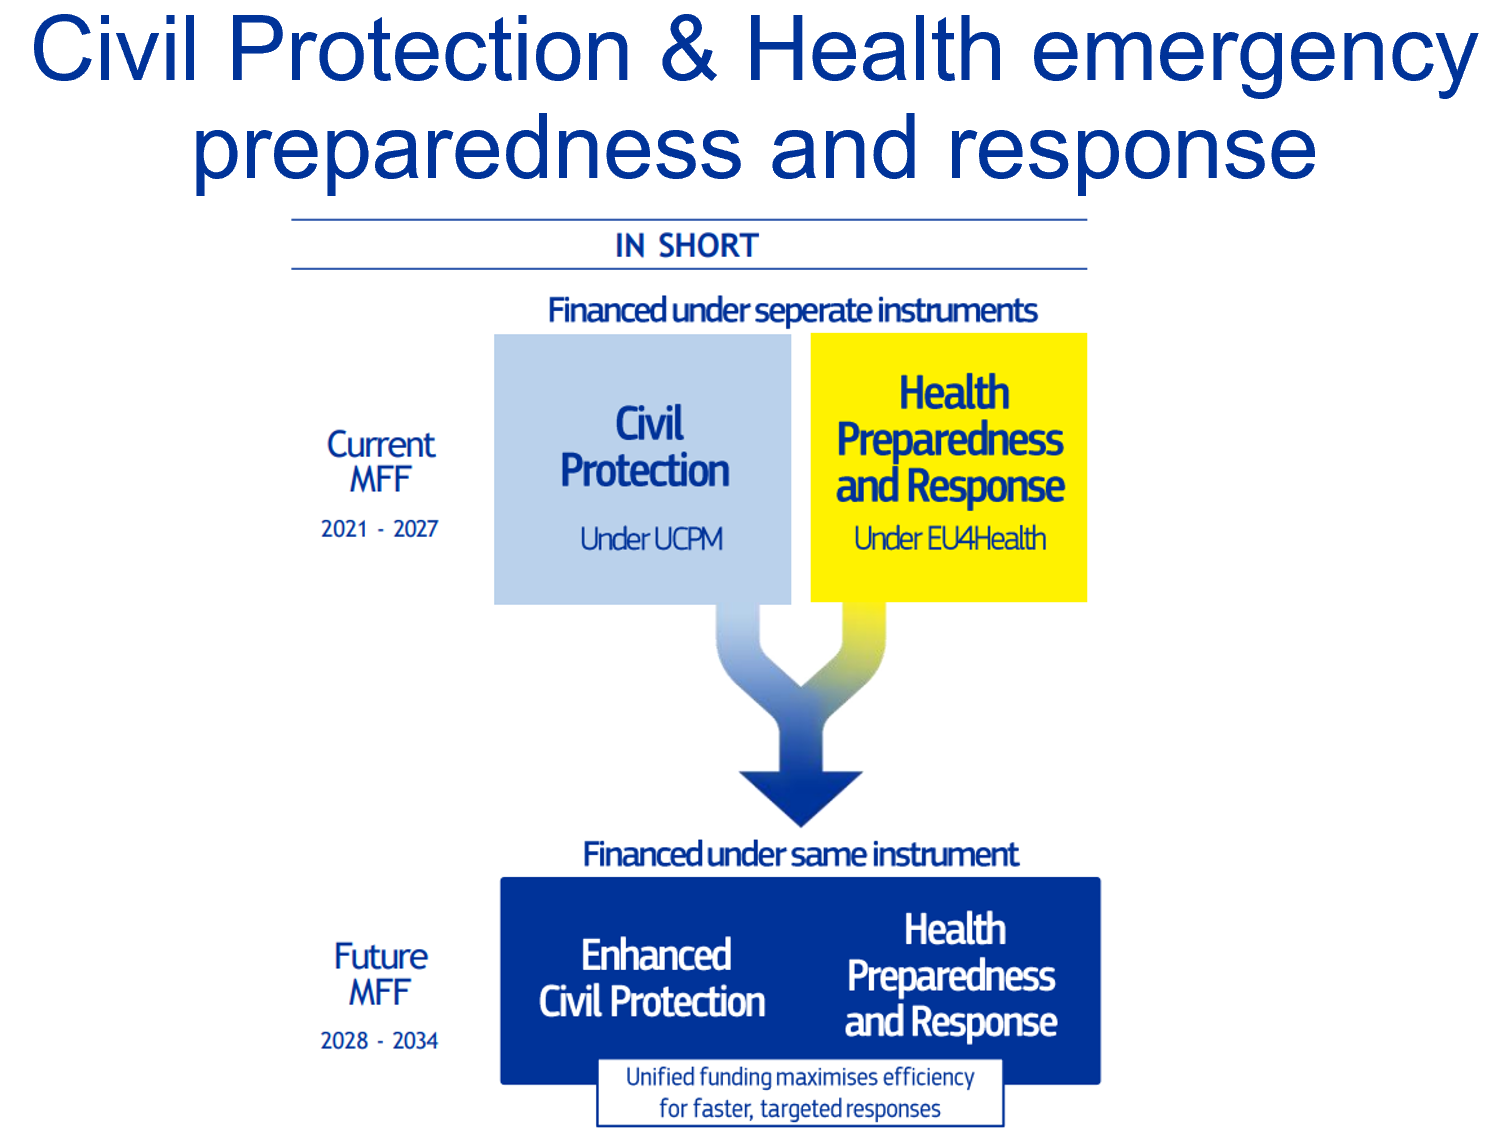 Civil Protection & Health emergency
preparedness and response
IN SHORT
Financed under seperate instruments
Current
MFF
2021 - 2027
Civil
Protection
Under UCPM
Health
Preparedness
and Response
Under EU4Health
Financed under same instrument
Future
MFF
2028 - 2034
Enhanced
Civil Protection
Health
Preparedness
and Response
Unified funding maximises efficiency
for faster, targeted responses